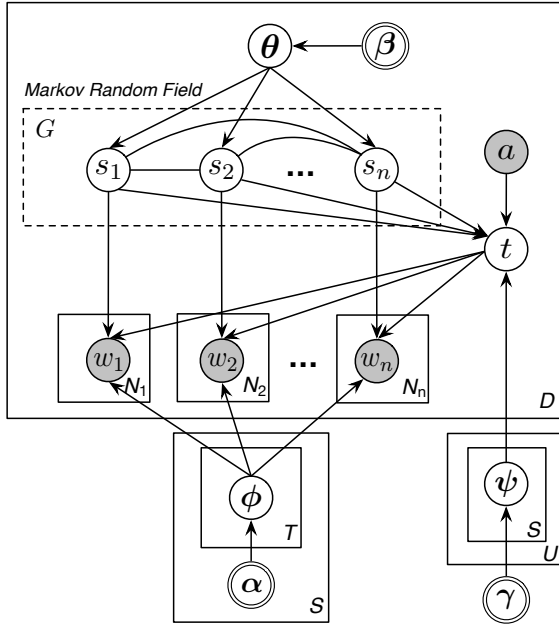 θ β
Markov Random Field
G
s₁ s₂ ... sₙ
a
t
w₁ w₂ ... wₙ
N₁ N₂ Nₙ
D
ϕ ψ
T S
U
α γ
S